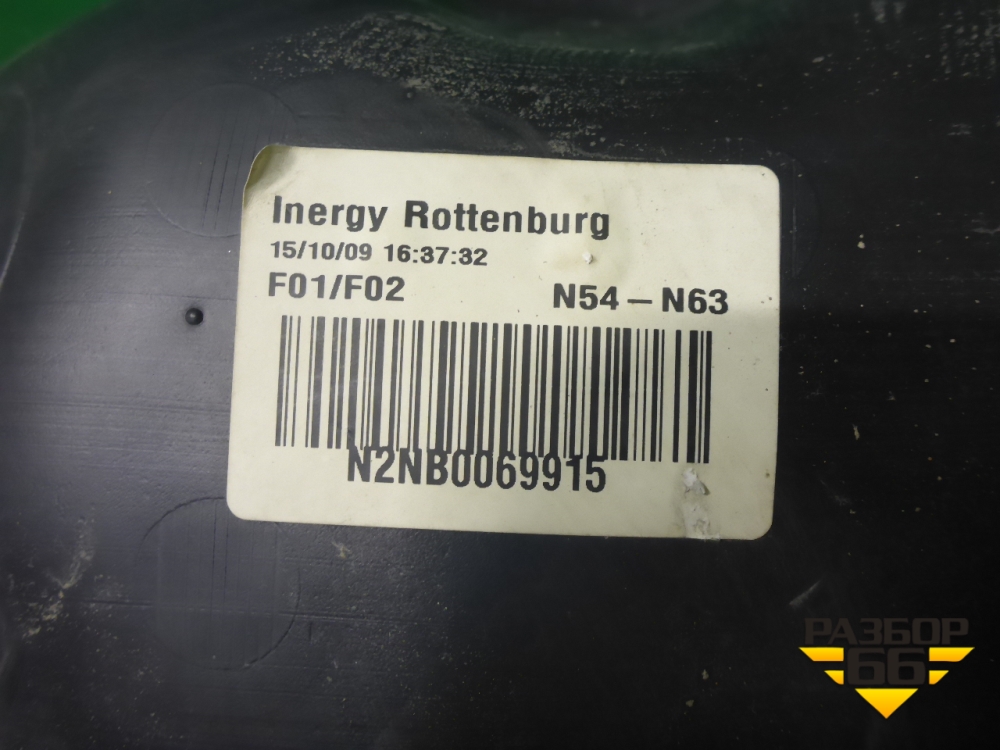 Inergy Rottenburg
15/10/09 16:37:32
F01/F02 N54 – N63
N2NB0069915
РАЗБОР
66